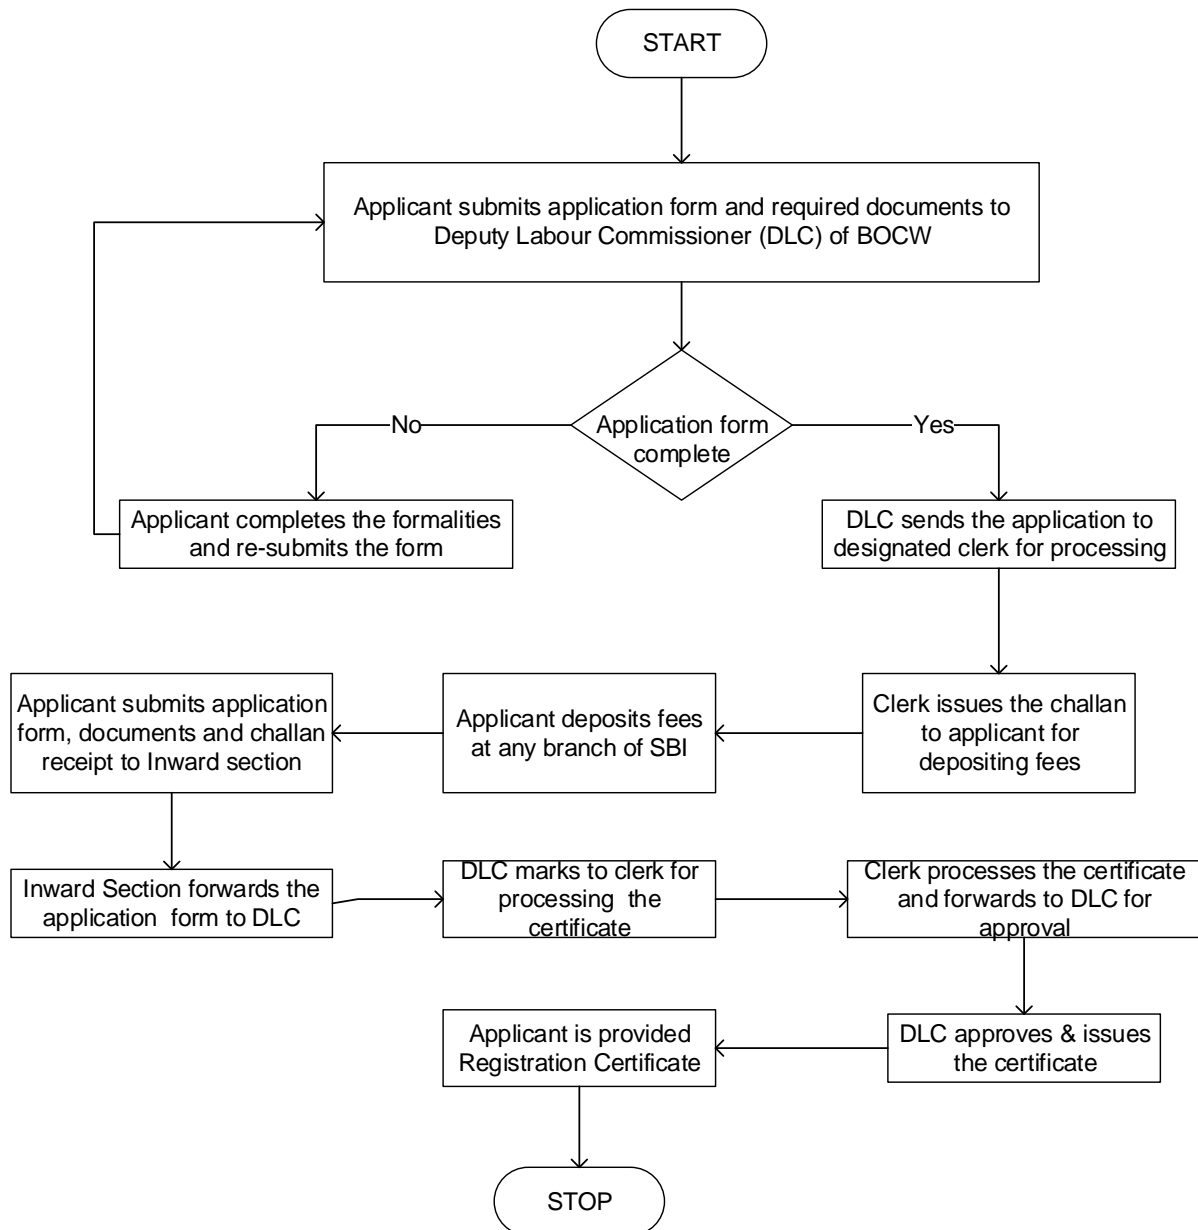 START
Applicant submits application form and required documents to
Deputy Labour Commissioner (DLC) of BOCW
Application form
complete
No
Yes
Applicant completes the formalities
and re-submits the form
DLC sends the application to
designated clerk for processing
Clerk issues the challan
to applicant for
depositing fees
Applicant deposits fees
at any branch of SBI
Applicant submits application
form, documents and challan
receipt to Inward section
Inward Section forwards the
application form to DLC
DLC marks to clerk for
processing the
certificate
Clerk processes the certificate
and forwards to DLC for
approval
DLC approves & issues
the certificate
Applicant is provided
Registration Certificate
STOP